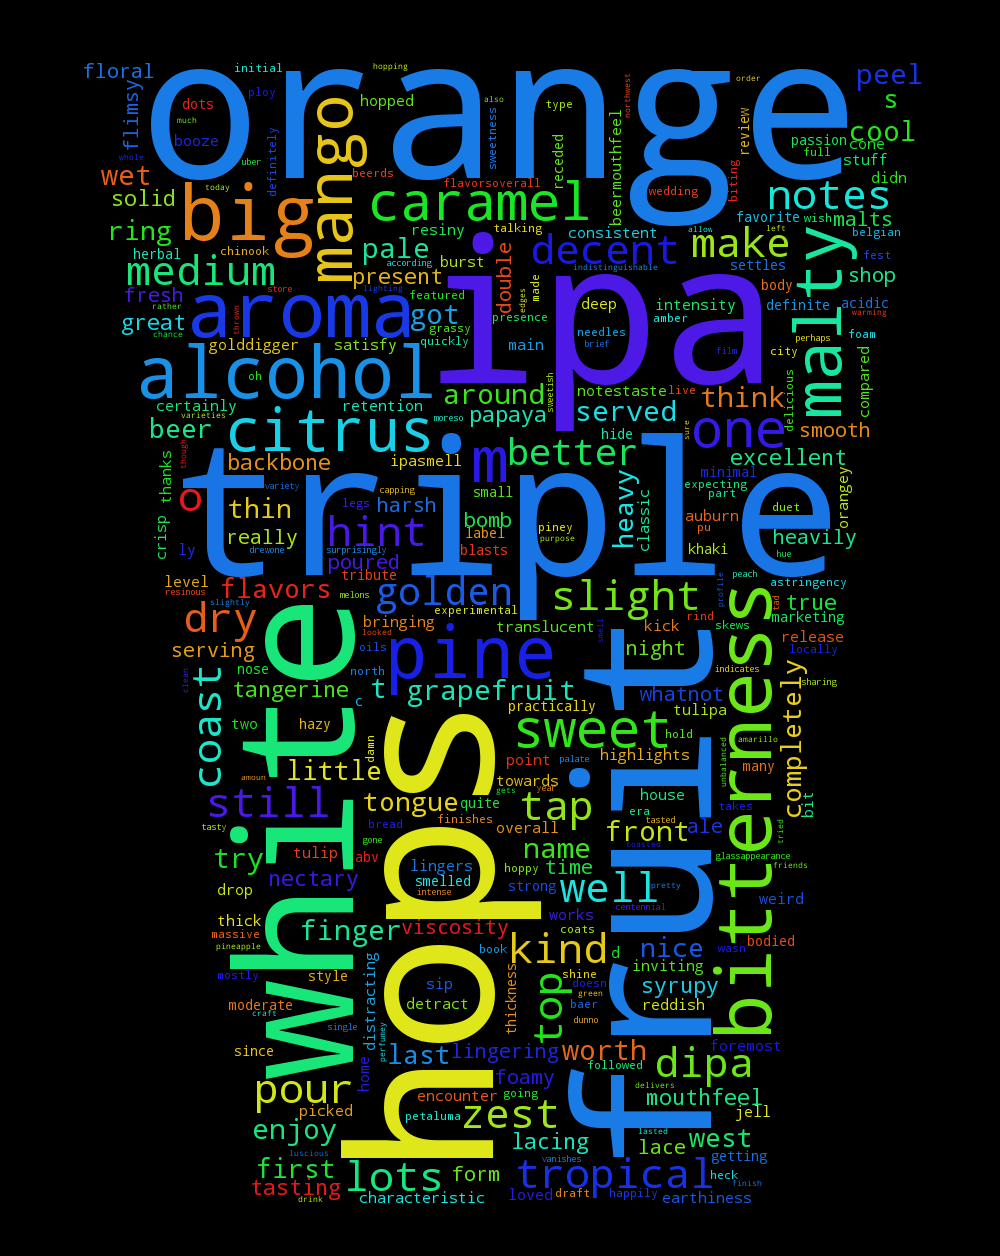 orange
ipa
triple
white
hops
fruit
floral
initial
hopping
order
peel
s
flimsy
ploy
dots
much
booze
whole
uber
definitely
mango
hopped
also
type
sweetness
receded
northwest
beermouthfeel
review
passion
cool
full
cone
stuff
didn
wet
today
beerds
flavorsoverall
wedding
biting
notes
solid
big
caramel
resiny
talking
consistent
allow
favorite
left
wish
malts
belgian
ring
herbal
chinook
pale
according
burst
decent
make
settles
fest
medium
present
indistinguishable
body
shop
store
lighting
double
made
malty
fresh
rather
aroma
featured
edges
deep
intensity
definite
acidic
warming
great
chance
thrown
got
grassy
presence
amber
needles
brief
perhaps
foam
golddigger
satisfy
quickly
main
film
city
compared
oh
alcohol
sweetish
around
notestaste
live
think
delicious
certainly
varieties
retention
moreso
papaya
served
one
smooth
beer
citrus
hide
sure
thanks
though
backbone
ipasmell
m
better
minimal
excellent
variety
capping
small
heavy
expecting
part
orangey
o
thin
legs
harsh
bomb
classic
auburn
duet
crisp
really
hint
label
piney
purpose
pu
heavily
ly
drewone
surprisingly
poured
blasts
khaki
hue
level
resinous
flavors
tribute
melons
golden
slight
profile
peach
astringency
slightly
experimental
tad
true
dry
bringing
translucent
rind
skews
marketing
looked
smell
kick
release
serving
oils
pine
night
locally
clean
nose
north
indicates
sharing
coast
tangerine
c
t
grapefruit
practically
whatnot
tulipa
bitterness
completely
two
hazy
damn
sweet
hold
amarillo
little
point
palate
highlights
unbalanced
many
amoun
towards
year
gets
house
bit
still
tongue
quite
tap
era
takes
tasty
bread
finishes
overall
tasted
front
ale
tried
try
tulip
gone
abv
name
coasted
glassappearance
nectary
lingers
smelled
intense
hoppy
time
friends
drop
strong
well
pretty
weird
thick
works
centennial
massive
finger
viscosity
coats
pineapple
book
kind
d
nice
wasn
bodied
mostly
style
sip
shine
inviting
distracting
thickness
top
doesn
syrupy
moderate
craft
detract
green
baer
reddish
single
dunno
since
perfumey
last
lingering
worth
foremost
home
followed
dipa
pour
foamy
delivers
encounter
going
mouthfeel
picked
petaluma
zest
jell
enjoy
lacing
lasted
lace
west
luscious
vanishes
getting
first
lots
form
tropical
heck
tasting
finish
drink
characteristic
loved
draft
happily
earthiness